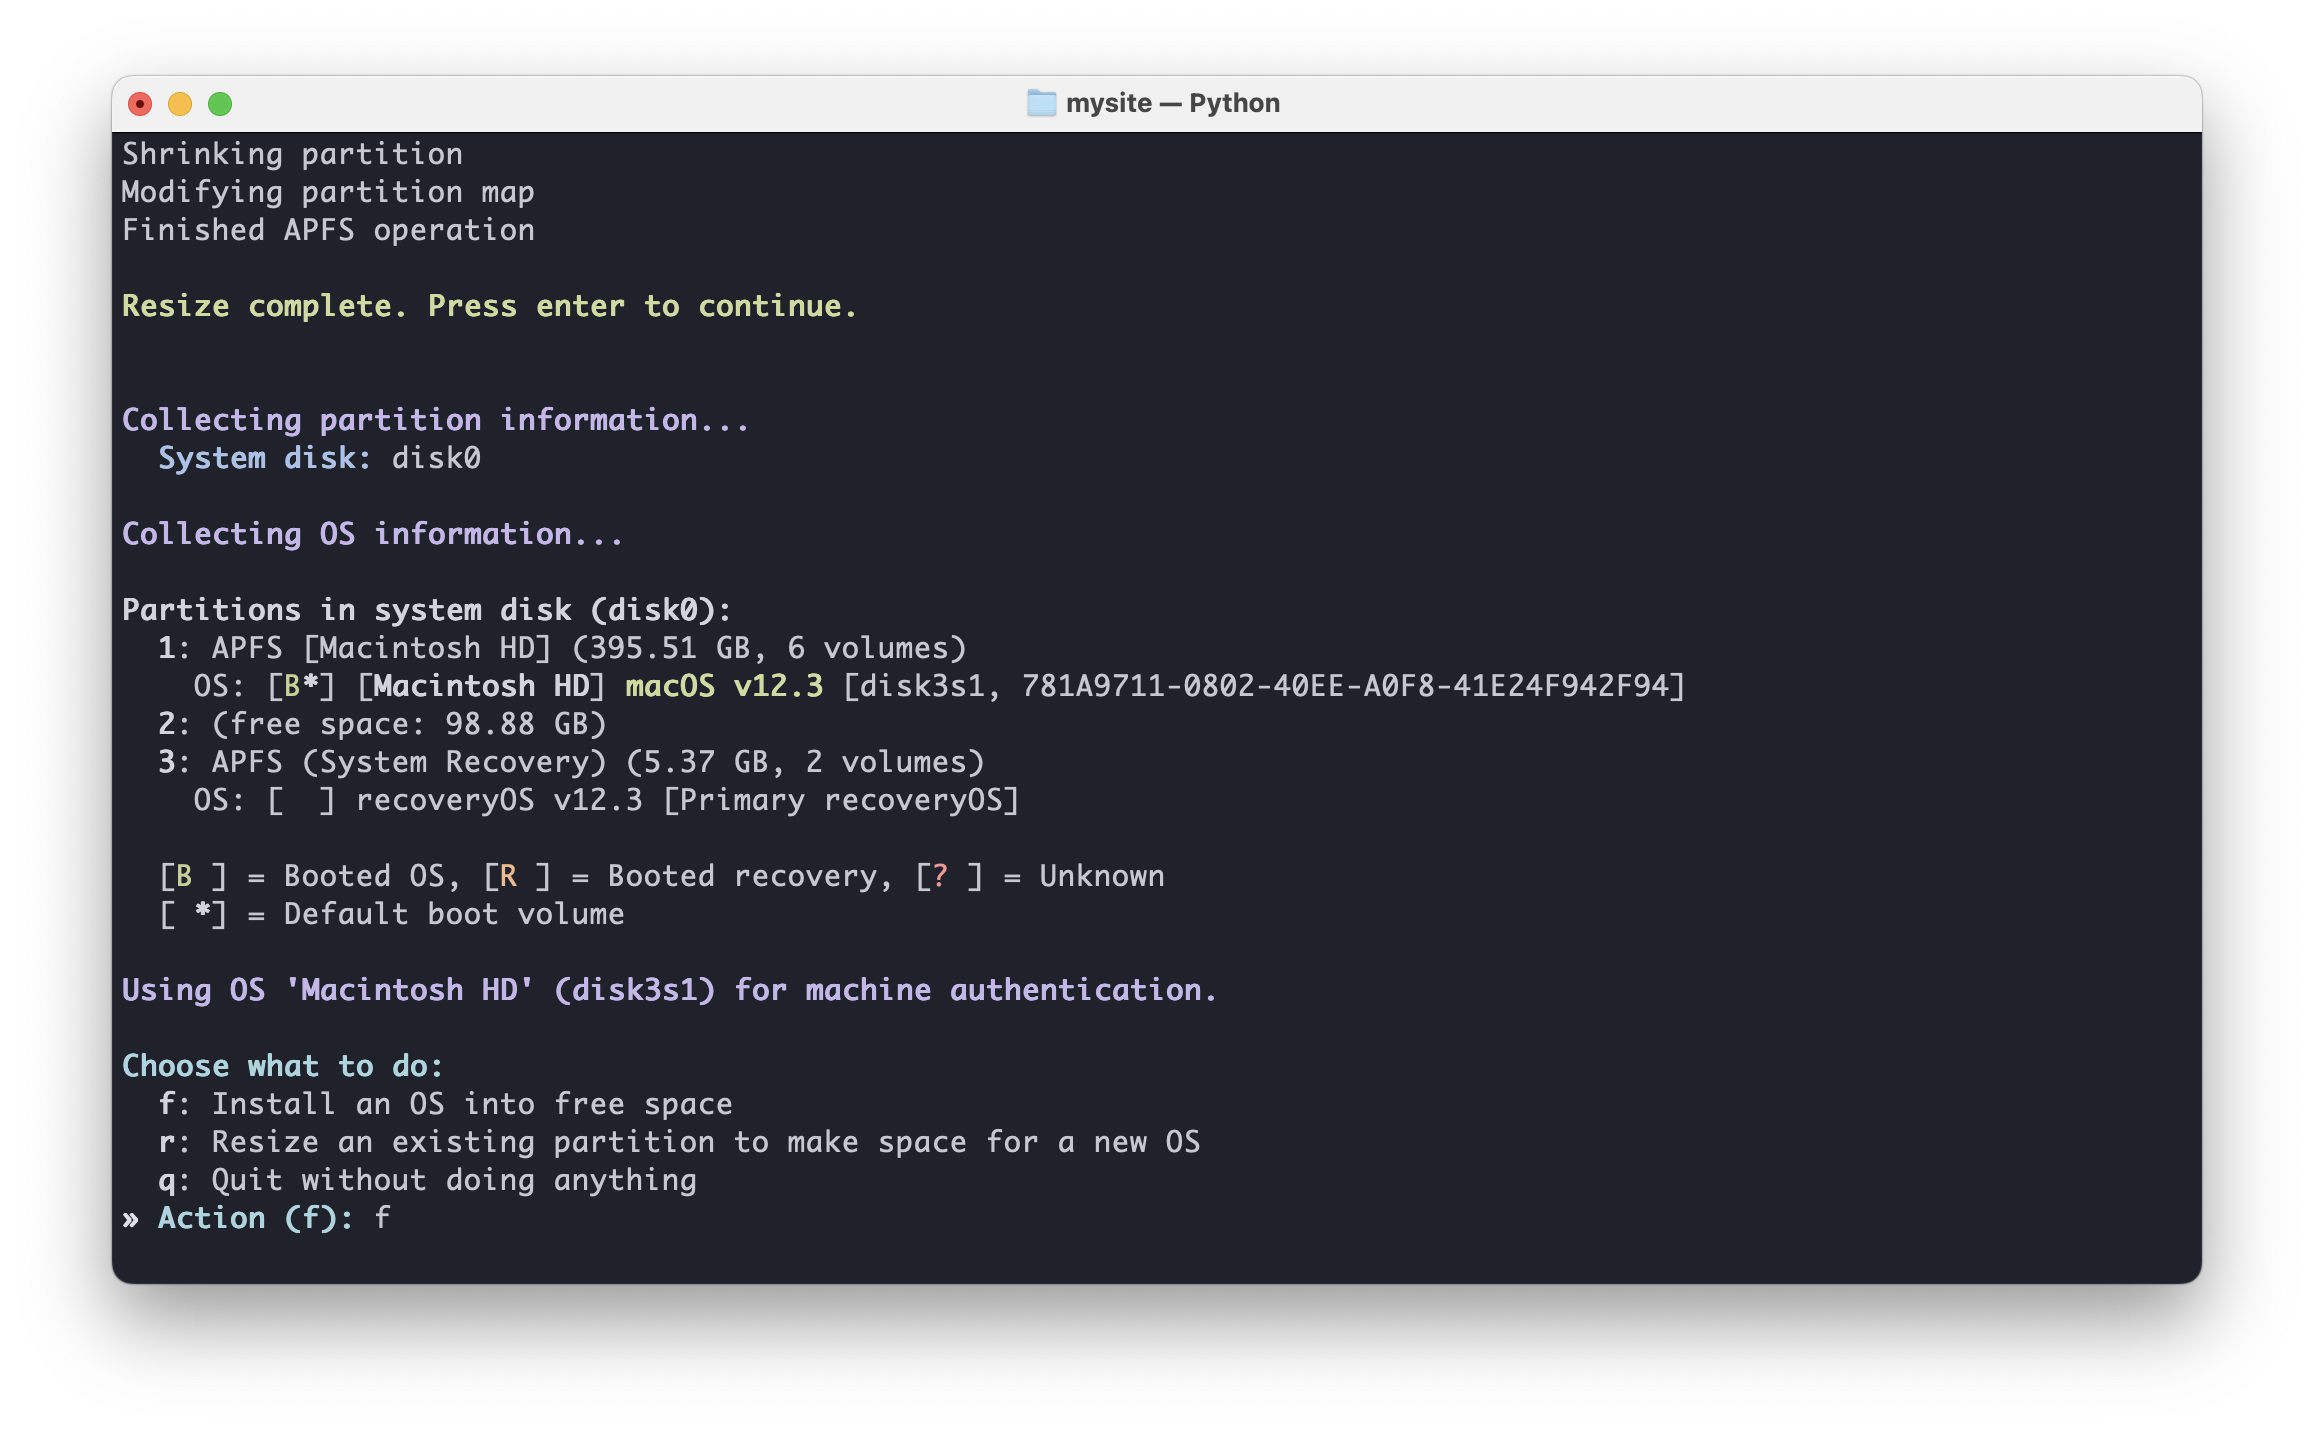 mysite — Python
Shrinking partition
Modifying partition map
Finished APFS operation
Resize complete. Press enter to continue.
Collecting partition information...
System disk: disk0
Collecting OS information...
Partitions in system disk (disk0):
1: APFS [Macintosh HD] (395.51 GB, 6 volumes)
OS: [B*] [Macintosh HD] macOS v12.3 [disk3s1, 781A9711-0802-40EE-A0F8-41E24F942F94]
2: (free space: 98.88 GB)
3: APFS (System Recovery) (5.37 GB, 2 volumes)
OS: [  ] recoveryOS v12.3 [Primary recoveryOS]
[B ] = Booted OS, [R ] = Booted recovery, [? ] = Unknown
[ *] = Default boot volume
Using OS 'Macintosh HD' (disk3s1) for machine authentication.
Choose what to do:
f: Install an OS into free space
r: Resize an existing partition to make space for a new OS
q: Quit without doing anything
» Action (f): f